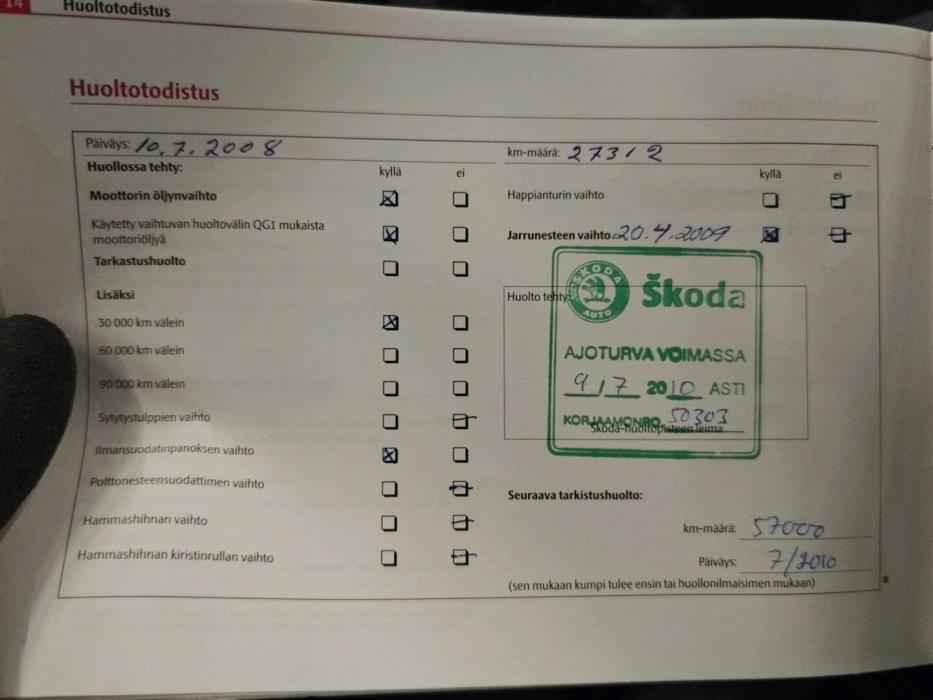 14 Huoltotodistus
Huoltotodistus
Päiväys: 10.7.2008
km-määrä: 27312
Huollossa tehty: kyllä ei
kyllä ei
Moottorin öljynvaihto
Happianturin vaihto
Käytetty vaihtuvan huoltovälin QG1 mukaista
moottoriöljyä
Jarrunesteen vaihto 20.4.2009
Tarkastushuolto
Lisäksi
30 000 km välein
60 000 km välein
90 000 km välein
Sytytystulppien vaihto
Ilmansuodatinpanoksen vaihto
Polttonesteensuodattimen vaihto
Hammashihnan vaihto
Hammashihnan kiristinrullan vaihto
Huolto tehty:
SKODA
AUTO
Škoda
AJOTURVA VOIMASSA
9/7 2010 ASTI
KORJAAMONRO 50303
Skoda-huoltopisteen leima
Seuraava tarkistushuolto:
km-määrä: 57000
Päiväys: 7/2010
(sen mukaan kumpi tulee ensin tai huollonilmaisimen mukaan)